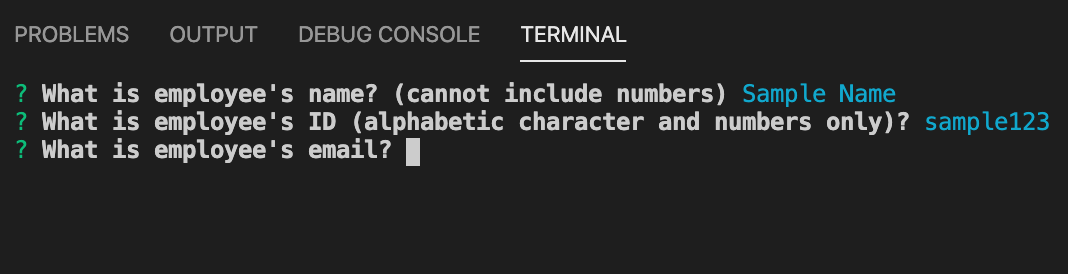 PROBLEMS OUTPUT DEBUG CONSOLE TERMINAL
? What is employee's name? (cannot include numbers) Sample Name
? What is employee's ID (alphabetic character and numbers only)? sample123
? What is employee's email?